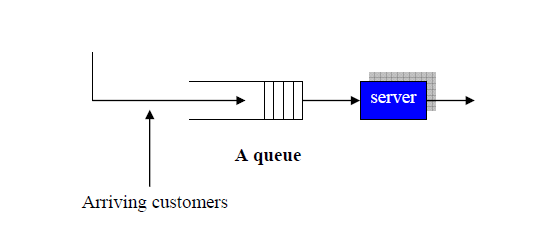 server
A queue
Arriving customers